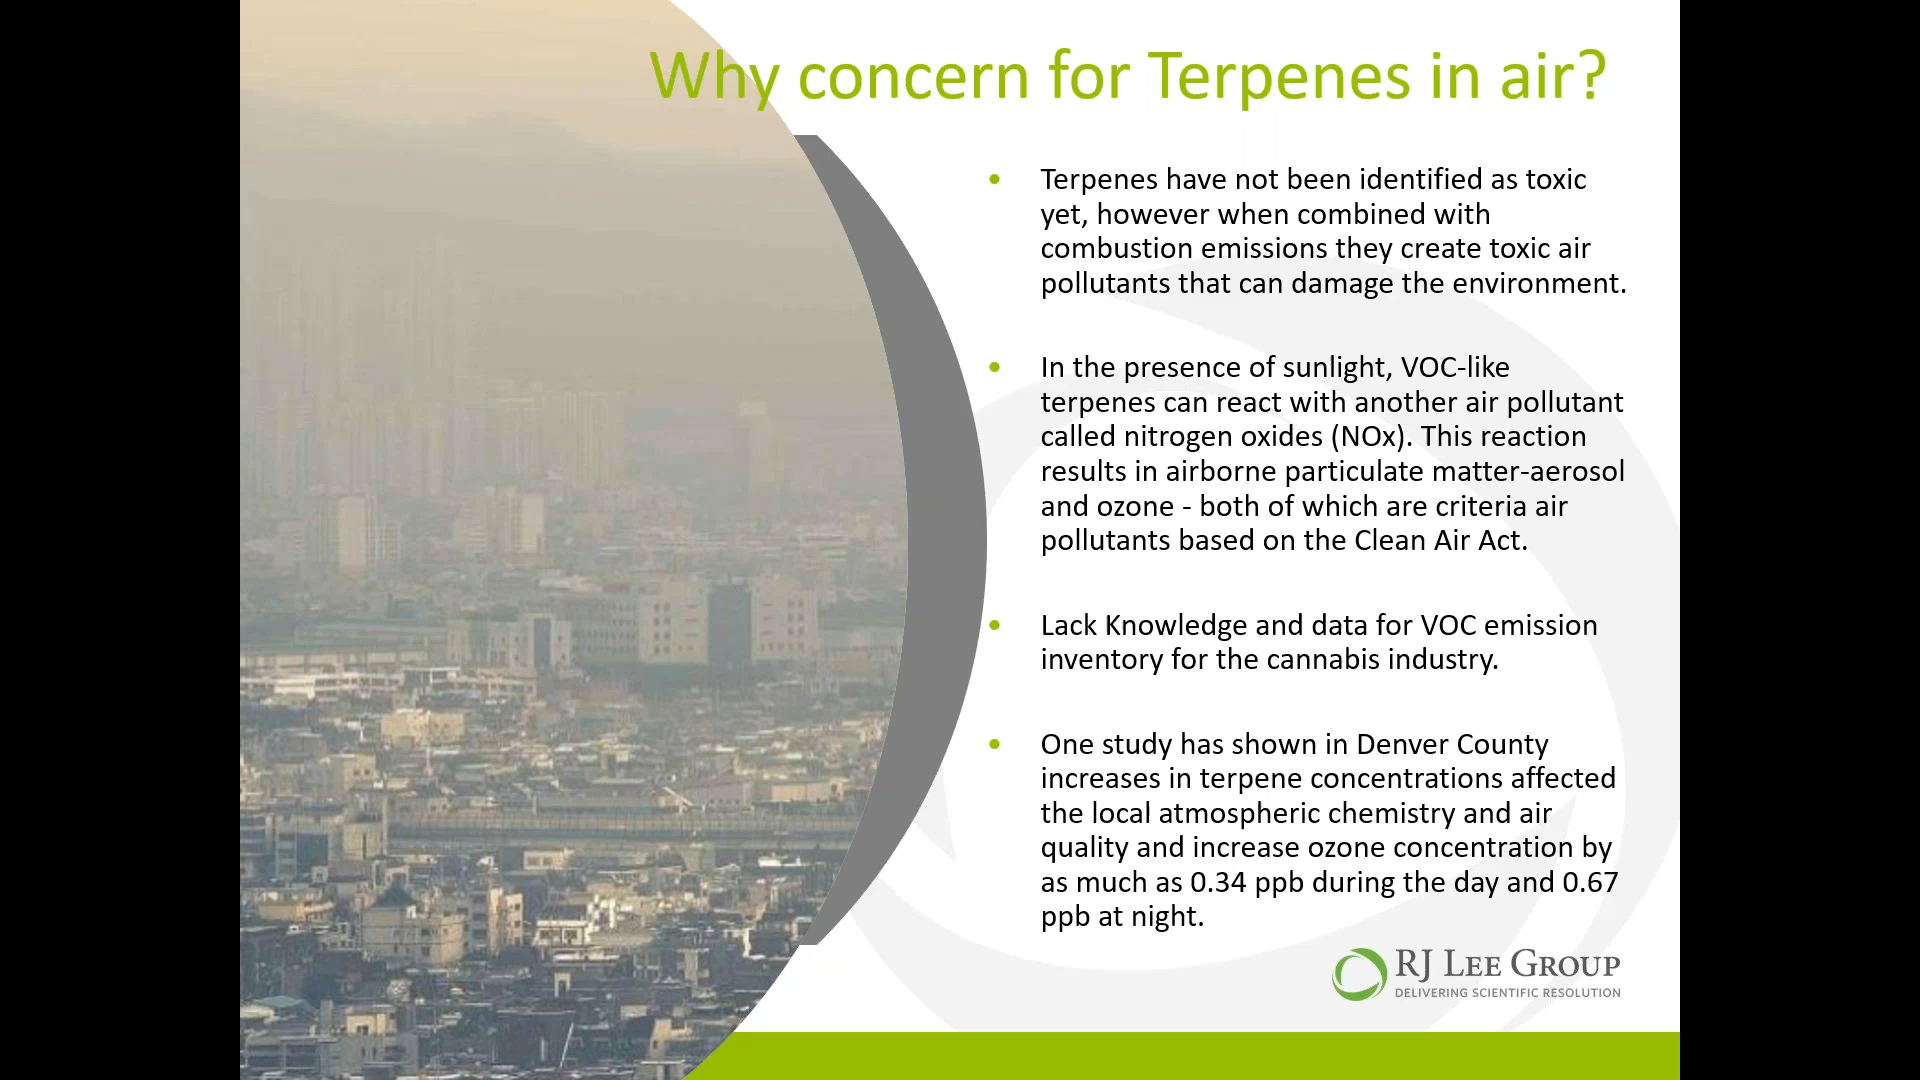 Why concern for Terpenes in air?
• Terpenes have not been identified as toxic
yet, however when combined with
combustion emissions they create toxic air
pollutants that can damage the environment.
• In the presence of sunlight, VOC-like
terpenes can react with another air pollutant
called nitrogen oxides (NOx). This reaction
results in airborne particulate matter-aerosol
and ozone - both of which are criteria air
pollutants based on the Clean Air Act.
• Lack Knowledge and data for VOC emission
inventory for the cannabis industry.
• One study has shown in Denver County
increases in terpene concentrations affected
the local atmospheric chemistry and air
quality and increase ozone concentration by
as much as 0.34 ppb during the day and 0.67
ppb at night.
RJ LEE GROUP
DELIVERING SCIENTIFIC RESOLUTION